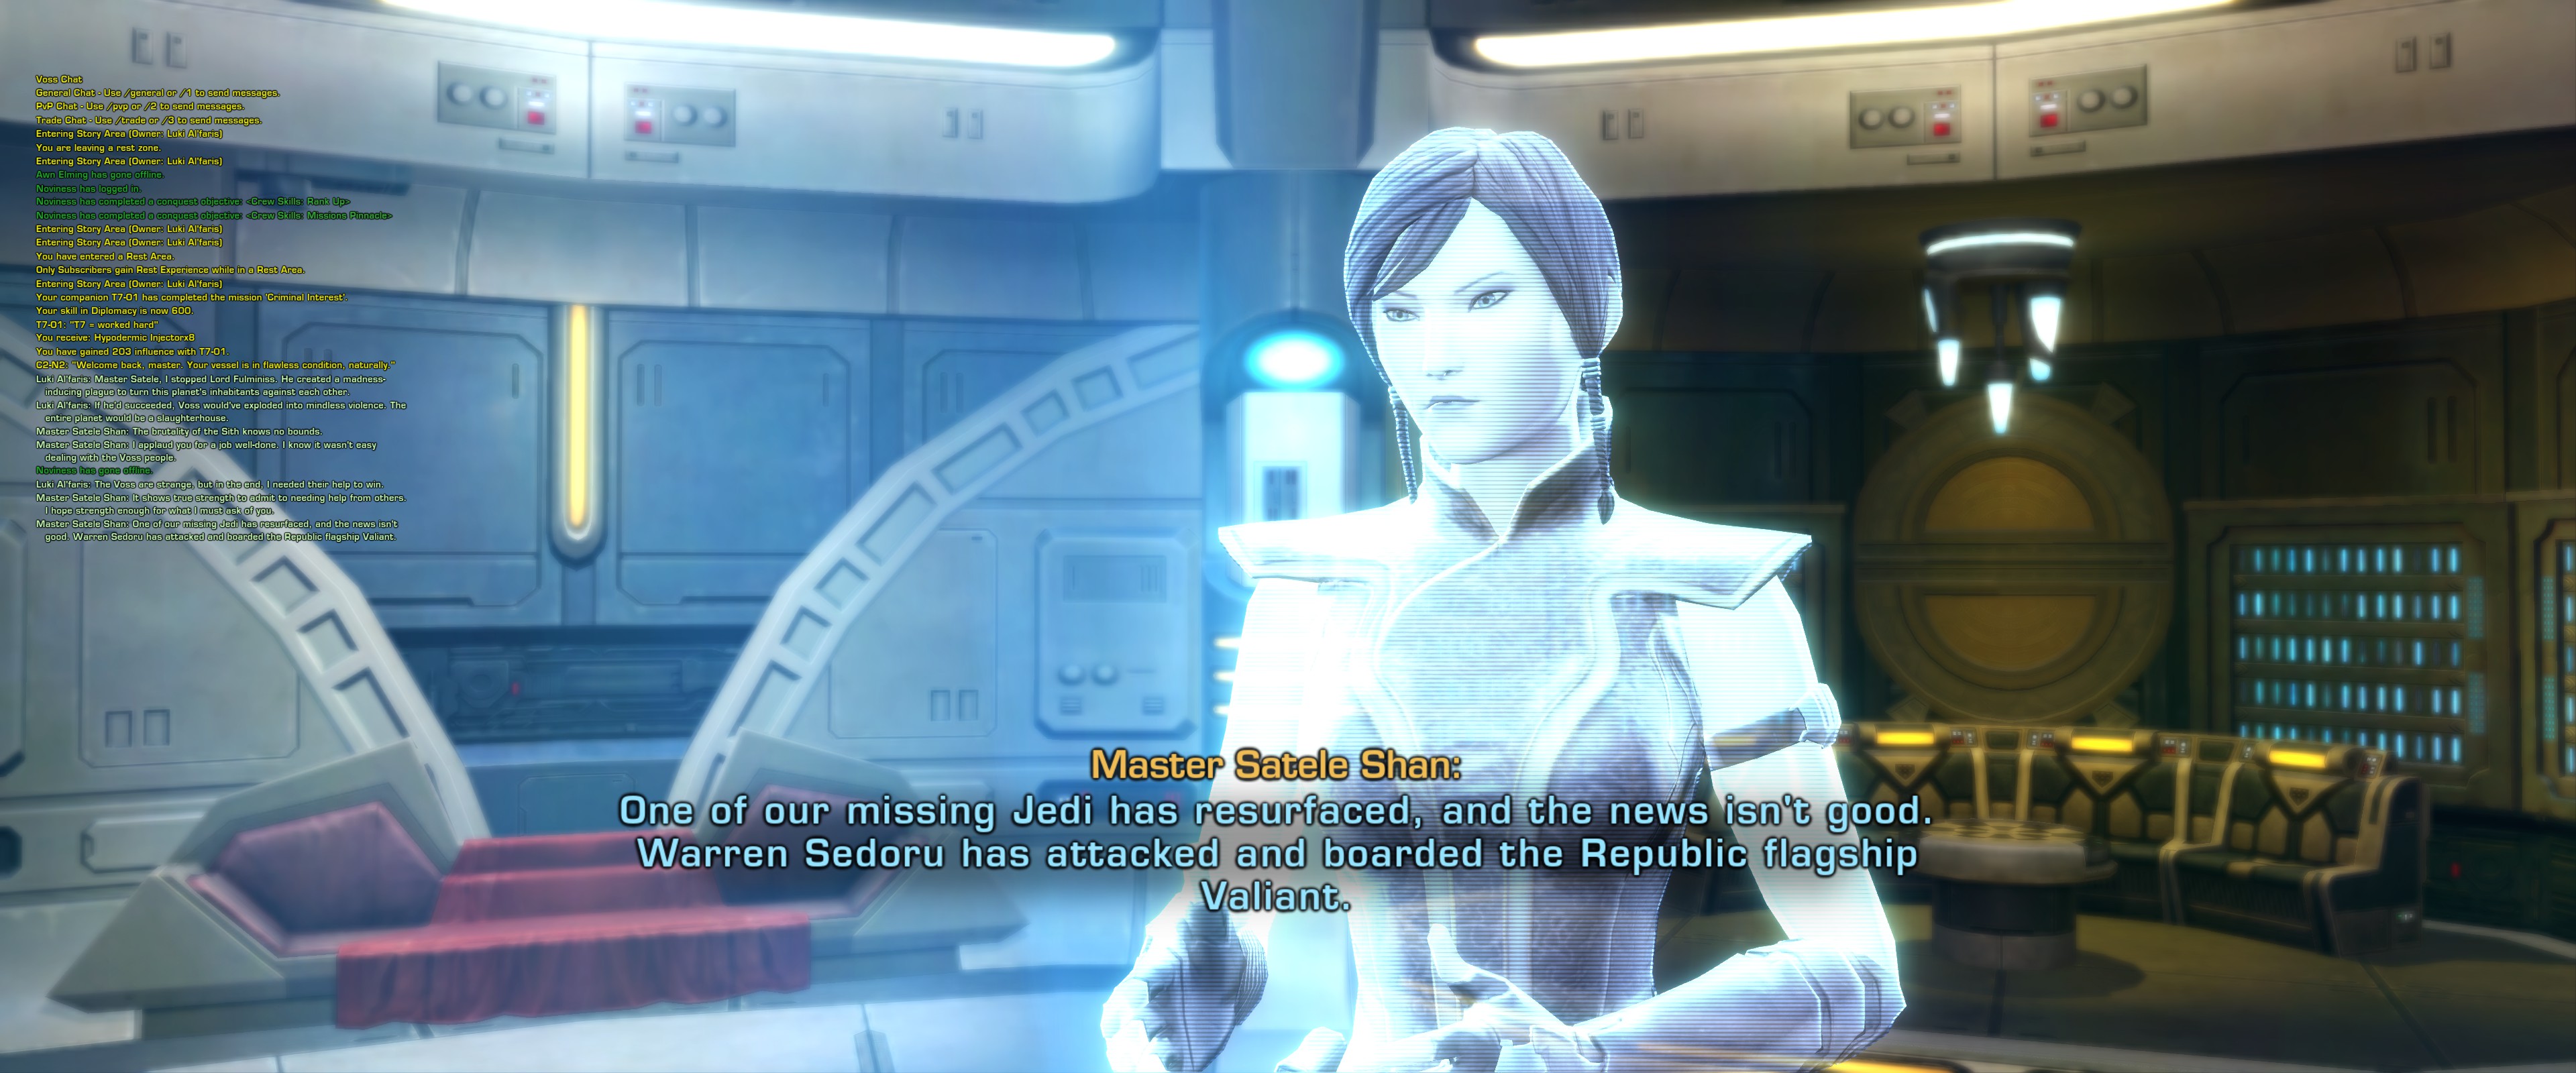 Voss Chat
General Chat - Use /general or /1 to send messages.
PvP Chat - Use /pvp or /2 to send messages.
Trade Chat - Use /trade or /3 to send messages.
Entering Story Area (Owner: Luki Al'faris)
You are leaving a rest zone.
Entering Story Area (Owner: Luki Al'faris)
Awn Elming has gone offline.
Noviness has logged in.
Noviness has completed a conquest objective: <Crew Skills: Rank Up>
Noviness has completed a conquest objective: <Crew Skills: Missions Pinnacle>
Entering Story Area (Owner: Luki Al'faris)
Entering Story Area (Owner: Luki Al'faris)
You have entered a Rest Area.
Only Subscribers gain Rest Experience while in a Rest Area.
Entering Story Area (Owner: Luki Al'faris)
Your companion T7-01 has completed the mission 'Criminal Interest'.
Your skill in Diplomacy is now 600.
T7-01: "T7 = worked hard"
You receive: Hypodermic Injectorx8
You have gained 203 influence with T7-01.
C2-N2: "Welcome back, master. Your vessel is in flawless condition, naturally."
Luki Al'faris: Master Satele, I stopped Lord Fulminiss. He created a madness-
inducing plague to turn this planet's inhabitants against each other.
Luki Al'faris: If he'd succeeded, Voss would've exploded into mindless violence. The
entire planet would be a slaughterhouse.
Master Satele Shan: The brutality of the Sith knows no bounds.
Master Satele Shan: I applaud you for a job well-done. I know it wasn't easy
dealing with the Voss people.
Noviness has gone offline.
Luki Al'faris: The Voss are strange, but in the end, I needed their help to win.
Master Satele Shan: It shows true strength to admit to needing help from others.
I hope strength enough for what I must ask of you.
Master Satele Shan: One of our missing Jedi has resurfaced, and the news isn't
good. Warren Sedoru has attacked and boarded the Republic flagship Valiant.
Master Satele Shan:
One of our missing Jedi has resurfaced, and the news isn't good.
Warren Sedoru has attacked and boarded the Republic flagship
Valiant.